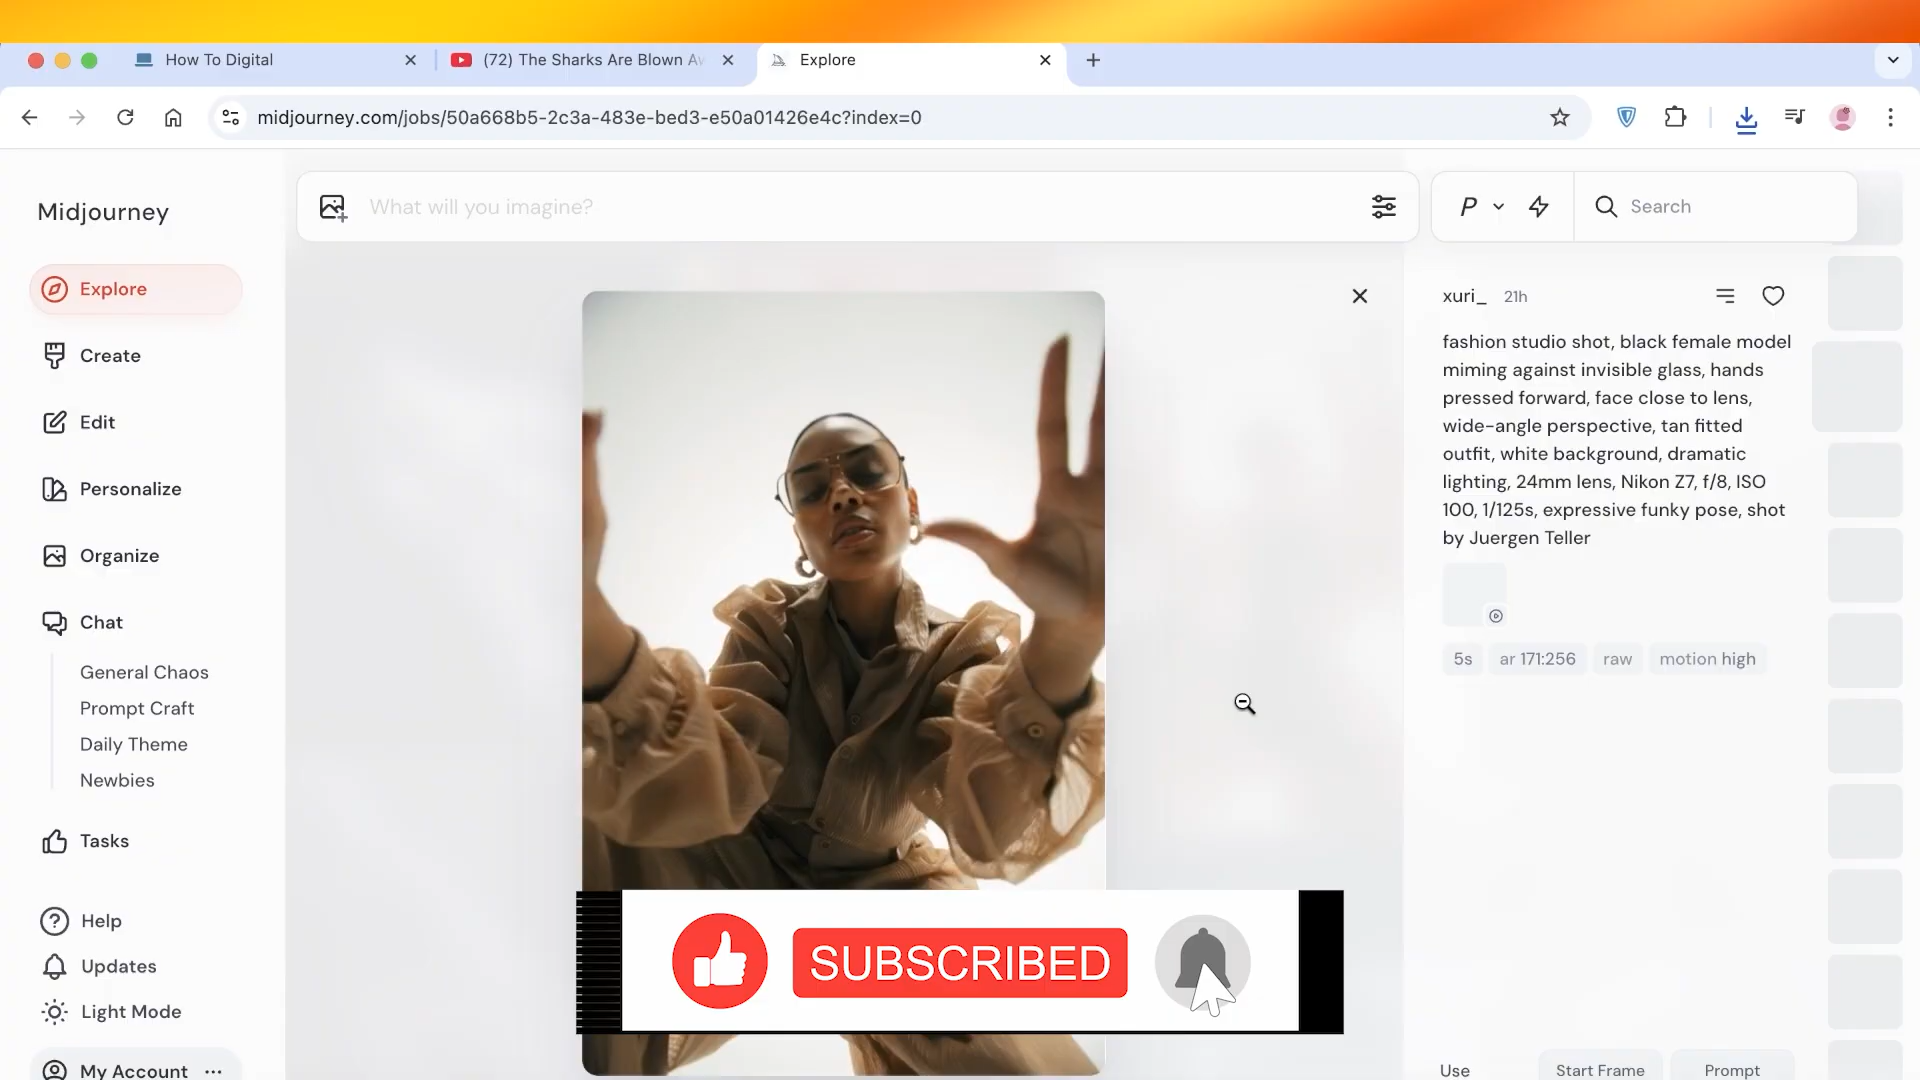 How To Digital
(72) The Sharks Are Blown Aw
Explore
midjourney.com/jobs/50a668b5-2c3a-483e-bed3-e50a01426e4c?index=0
Midjourney
What will you imagine?
P
Search
Explore
Create
Edit
Personalize
Organize
Chat
General Chaos
Prompt Craft
Daily Theme
Newbies
Tasks
Help
Updates
Light Mode
My Account
xuri_ 21h
fashion studio shot, black female model
miming against invisible glass, hands
pressed forward, face close to lens,
wide-angle perspective, tan fitted
outfit, white background, dramatic
lighting, 24mm lens, Nikon Z7, f/8, ISO
100, 1/125s, expressive funky pose, shot
by Juergen Teller
5s ar 171:256 raw motion high
Use Start Frame Prompt
SUBSCRIBED